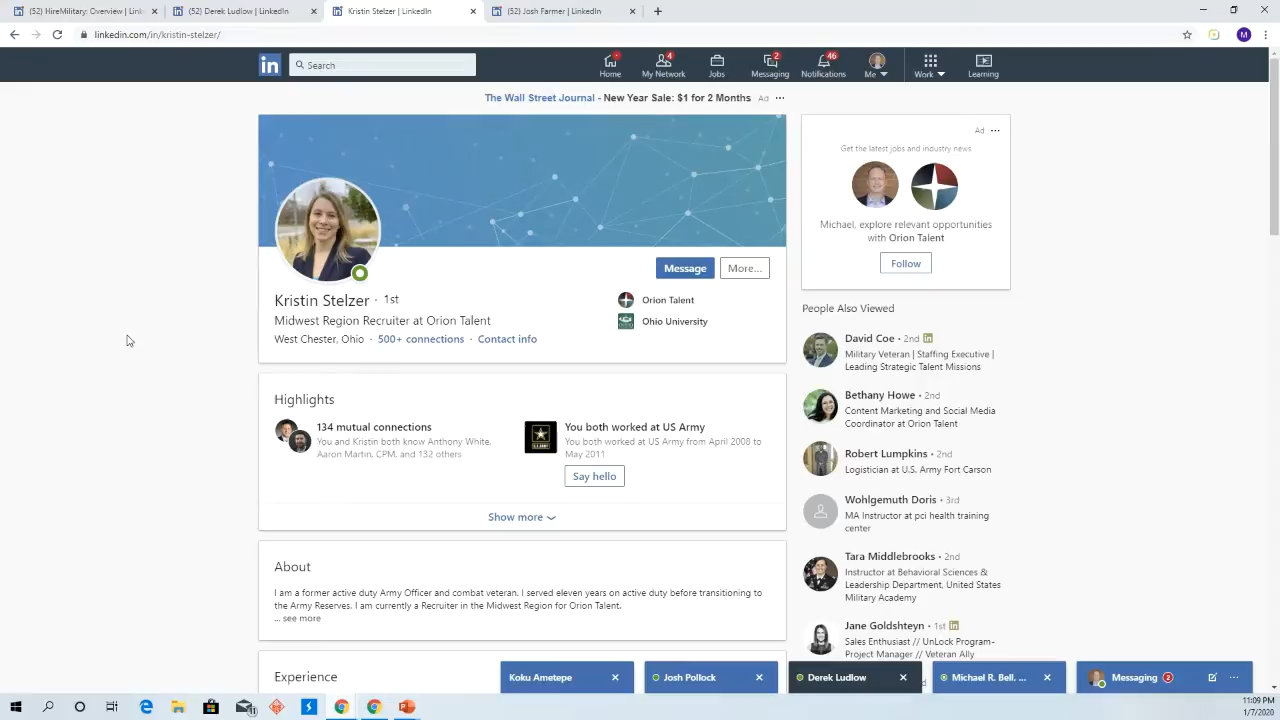 (52) HireMilitary: Overview | Link
(52) Derek Ludlow | LinkedIn
Kristin Stelzer | LinkedIn
(52) Josh Farmer | LinkedIn
linkedin.com/in/kristin-stelzer/
M
in
Search
Home
4
My Network
Jobs
2
Messaging
46
Notifications
Me
Work
Learning
The Wall Street Journal - New Year Sale: $1 for 2 Months Ad ...
Kristin Stelzer · 1st
Midwest Region Recruiter at Orion Talent
West Chester, Ohio · 500+ connections · Contact info
Message
More...
Orion Talent
Ohio University
Highlights
134 mutual connections
You and Kristin both know Anthony White,
Aaron Martin, CPM, and 132 others
You both worked at US Army
You both worked at US Army from April 2008 to
May 2011
Say hello
Show more
About
I am a former active duty Army Officer and combat veteran. I served eleven years on active duty before transitioning to
the Army Reserves. I am currently a Recruiter in the Midwest Region for Orion Talent.
... see more
Experience
Ad ...
Get the latest jobs and industry news
Michael, explore relevant opportunities
with Orion Talent
Follow
People Also Viewed
David Coe • 2nd in
Military Veteran | Staffing Executive |
Leading Strategic Talent Missions
Bethany Howe • 2nd
Content Marketing and Social Media
Coordinator at Orion Talent
Robert Lumpkins • 2nd
Logistician at U.S. Army Fort Carson
Wohlgemuth Doris • 3rd
MA Instructor at pci health training
center
Tara Middlebrooks • 2nd
Instructor at Behavioral Sciences &
Leadership Department, United States
Military Academy
Jane Goldshteyn • 1st in
Sales Enthusiast // UnLock Program-
Project Manager // Veteran Ally
Koku Ametepe
Josh Pollock
Derek Ludlow
Michael R. Bell, ...
Messaging 2
11:09 PM
1/7/2020